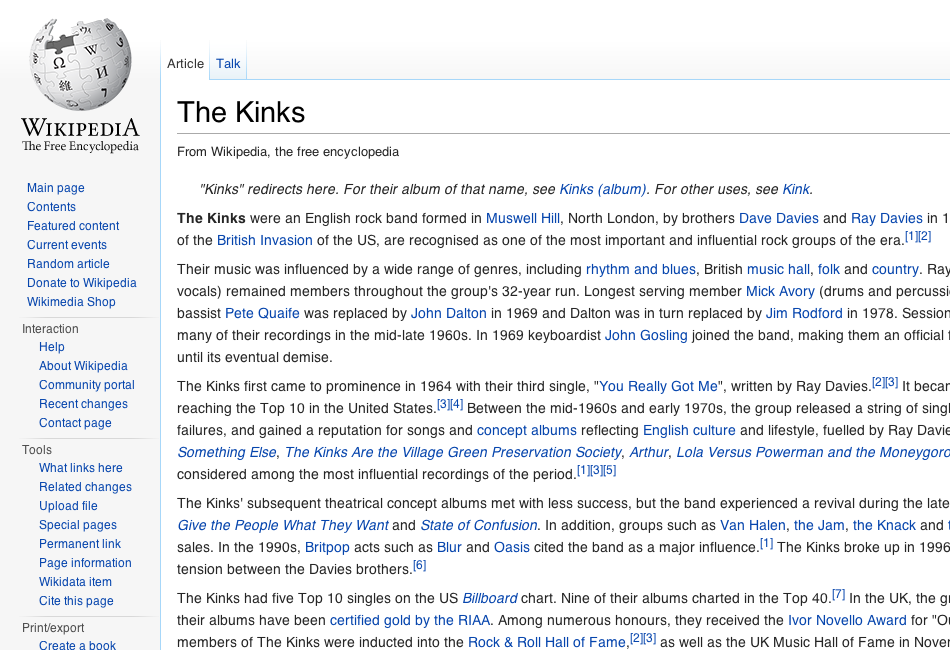 WIKIPEDIA
The Free Encyclopedia
Main page
Contents
Featured content
Current events
Random article
Donate to Wikipedia
Wikimedia Shop
Interaction
Help
About Wikipedia
Community portal
Recent changes
Contact page
Tools
What links here
Related changes
Upload file
Special pages
Permanent link
Page information
Wikidata item
Cite this page
Print/export
Create a book
Article Talk
The Kinks
From Wikipedia, the free encyclopedia
"Kinks" redirects here. For their album of that name, see Kinks (album). For other uses, see Kink.
The Kinks were an English rock band formed in Muswell Hill, North London, by brothers Dave Davies and Ray Davies in 1
of the British Invasion of the US, are recognised as one of the most important and influential rock groups of the era.[1][2]
Their music was influenced by a wide range of genres, including rhythm and blues, British music hall, folk and country. Ray
vocals) remained members throughout the group's 32-year run. Longest serving member Mick Avory (drums and percussi
bassist Pete Quaife was replaced by John Dalton in 1969 and Dalton was in turn replaced by Jim Rodford in 1978. Session
many of their recordings in the mid-late 1960s. In 1969 keyboardist John Gosling joined the band, making them an official f
until its eventual demise.
The Kinks first came to prominence in 1964 with their third single, "You Really Got Me", written by Ray Davies.[2][3] It becam
reaching the Top 10 in the United States.[3][4] Between the mid-1960s and early 1970s, the group released a string of singl
failures, and gained a reputation for songs and concept albums reflecting English culture and lifestyle, fuelled by Ray Davie
Something Else, The Kinks Are the Village Green Preservation Society, Arthur, Lola Versus Powerman and the Moneygoro
considered among the most influential recordings of the period.[1][3][5]
The Kinks' subsequent theatrical concept albums met with less success, but the band experienced a revival during the late
Give the People What They Want and State of Confusion. In addition, groups such as Van Halen, the Jam, the Knack and t
sales. In the 1990s, Britpop acts such as Blur and Oasis cited the band as a major influence.[1] The Kinks broke up in 1996
tension between the Davies brothers.[6]
The Kinks had five Top 10 singles on the US Billboard chart. Nine of their albums charted in the Top 40.[7] In the UK, the gr
their albums have been certified gold by the RIAA. Among numerous honours, they received the Ivor Novello Award for "Ou
members of The Kinks were inducted into the Rock & Roll Hall of Fame,[2][3] as well as the UK Music Hall of Fame in Nove